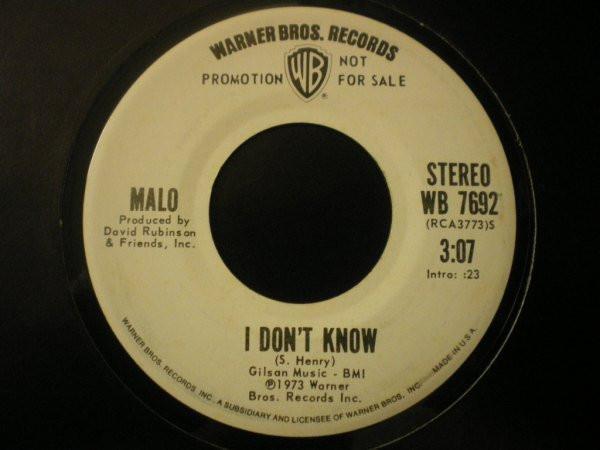 WARNER BROS. RECORDS
PROMOTION NOT FOR SALE
WB
®
MALO
Produced by
David Rubinson
& Friends, Inc.
STEREO
WB 7692
(RCA3773)S
3:07
Intro: :23
I DON'T KNOW
(S. Henry)
Gilsan Music - BMI
℗1973 Warner
Bros. Records Inc.
WARNER BROS. RECORDS INC., A SUBSIDIARY AND LICENSEE OF WARNER BROS. INC. MADE IN U.S.A.